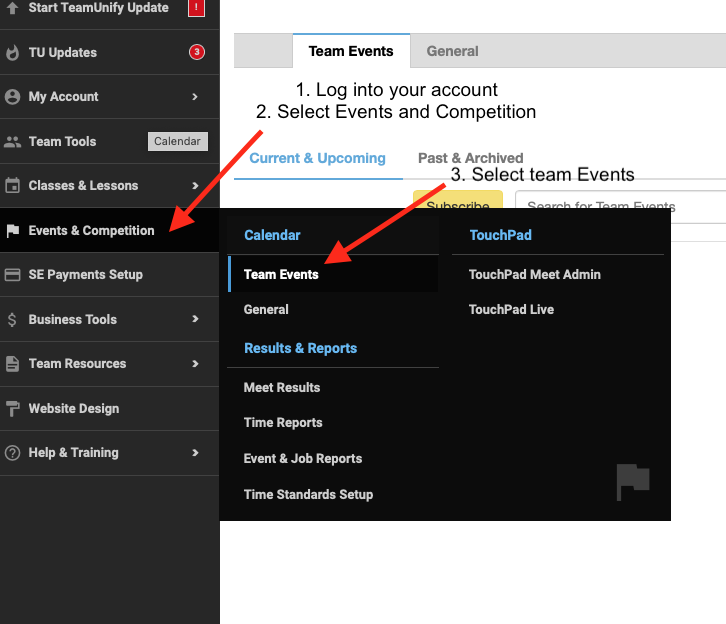 Start TeamUnify Update
!
TU Updates
3
My Account
Team Tools
Calendar
Classes & Lessons
Events & Competition
SE Payments Setup
Business Tools
$
Team Resources
Website Design
Help & Training
?
Team Events
General
1. Log into your account
2. Select Events and Competition
Current & Upcoming
Past & Archived
3. Select team Events
Subscribe
Search for Team Events
Calendar
Team Events
General
Results & Reports
Meet Results
Time Reports
Event & Job Reports
Time Standards Setup
TouchPad
TouchPad Meet Admin
TouchPad Live